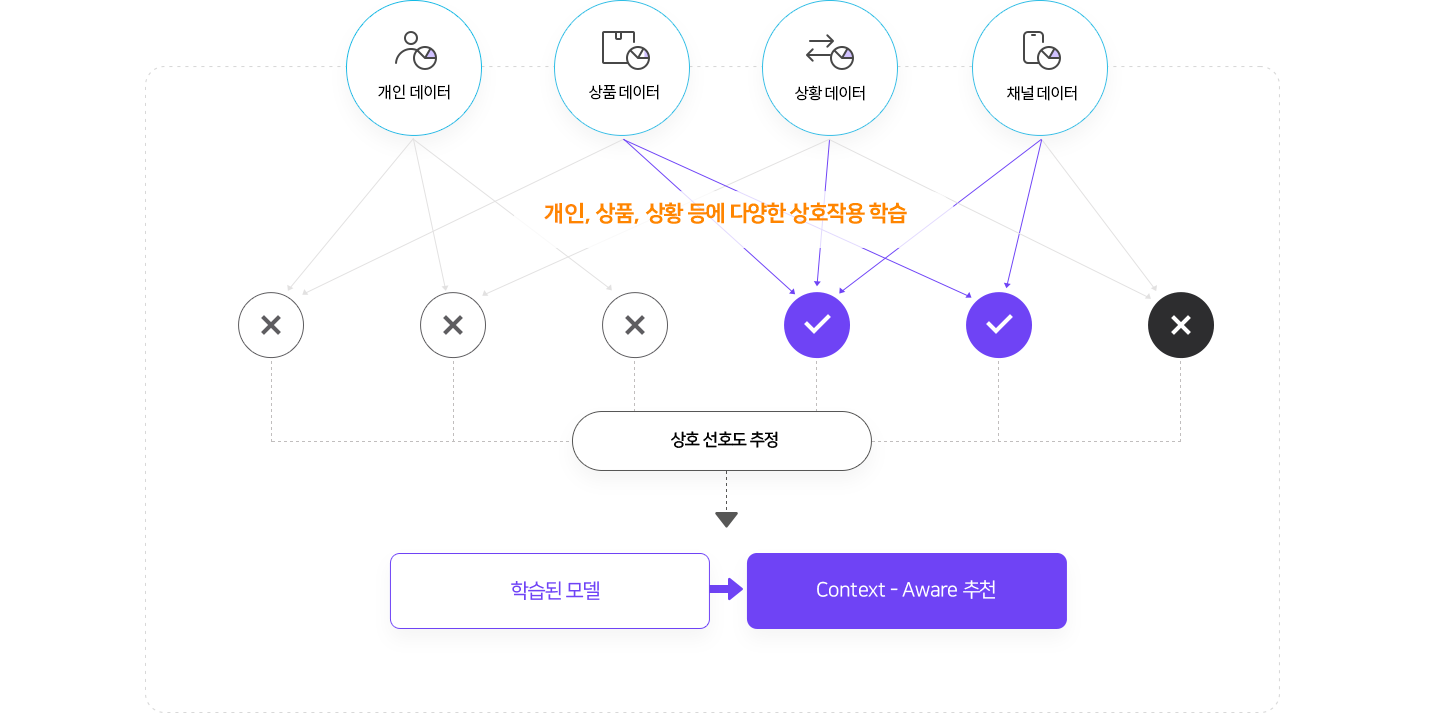 개인 데이터
상품 데이터
상황 데이터
채널 데이터
개인, 상품, 상황 등에 다양한 상호작용 학습
상호 선호도 추정
학습된 모델
Context - Aware 추천